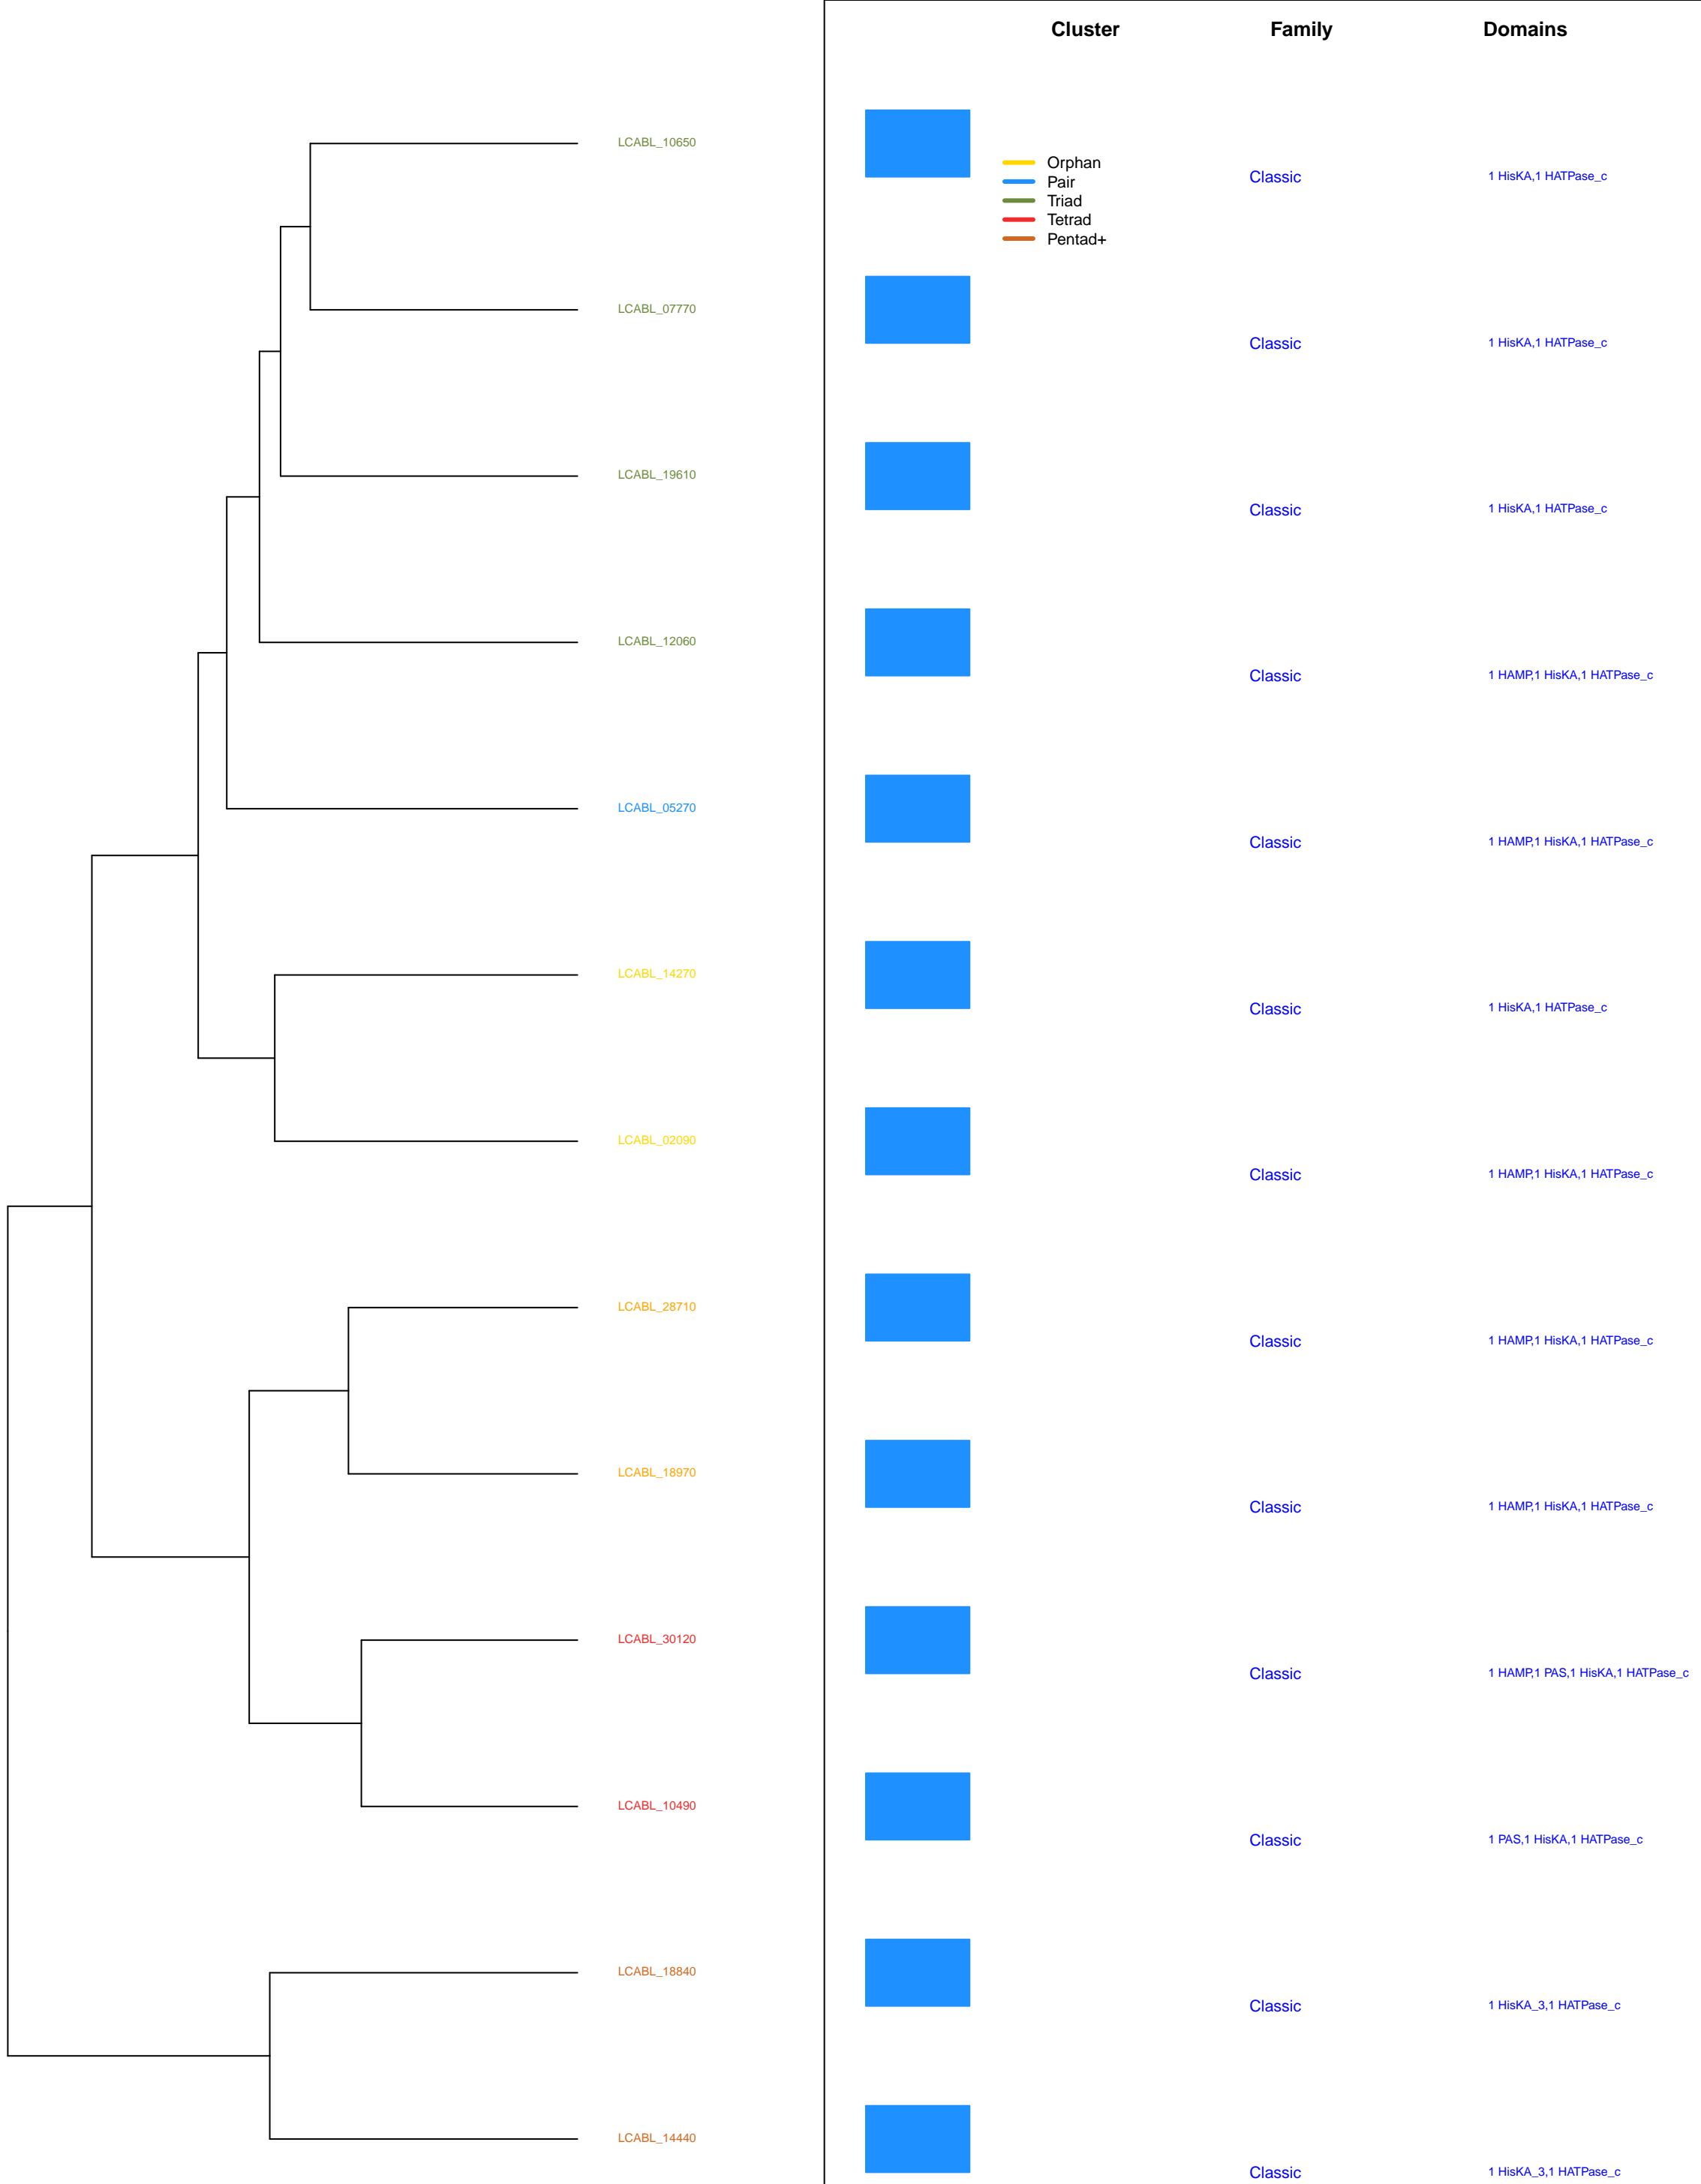 Cluster Family Domains
LCABL_10650
Orphan
Pair
Classic 1 HisKA,1 HATPase_c
Triad
Tetrad
Pentad+
LCABL_07770
Classic 1 HisKA,1 HATPase_c
LCABL_19610
Classic 1 HisKA,1 HATPase_c
LCABL_12060
Classic 1 HAMP,1 HisKA,1 HATPase_c
LCABL_05270
Classic 1 HAMP,1 HisKA,1 HATPase_c
LCABL_14270
Classic 1 HisKA,1 HATPase_c
LCABL_02090
Classic 1 HAMP,1 HisKA,1 HATPase_c
LCABL_28710
Classic 1 HAMP,1 HisKA,1 HATPase_c
LCABL_18970
Classic 1 HAMP,1 HisKA,1 HATPase_c
LCABL_30120
Classic 1 HAMP,1 PAS,1 HisKA,1 HATPase_c
LCABL_10490
Classic 1 PAS,1 HisKA,1 HATPase_c
LCABL_18840
Classic 1 HisKA_3,1 HATPase_c
LCABL_14440
Classic 1 HisKA_3,1 HATPase_c